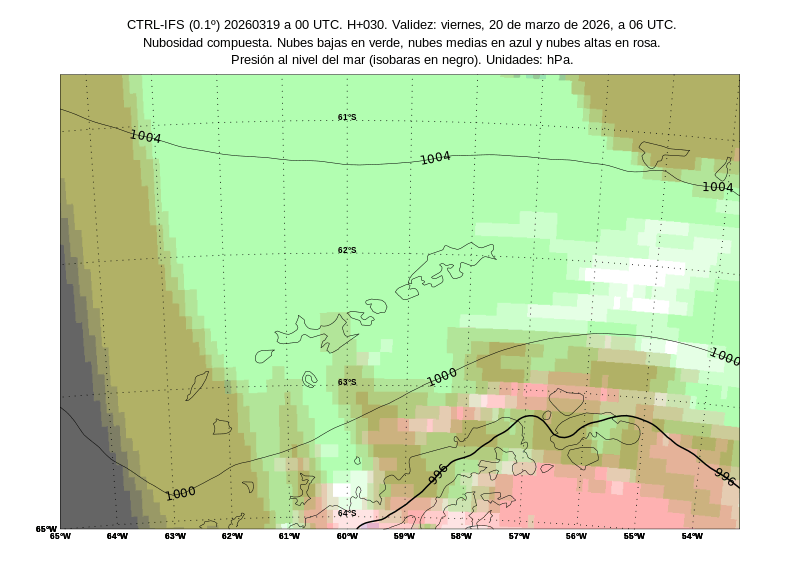 CTRL-IFS (0.1º) 20260319 a 00 UTC. H+030. Validez: viernes, 20 de marzo de 2026, a 06 UTC.
Nubosidad compuesta. Nubes bajas en verde, nubes medias en azul y nubes altas en rosa.
Presión al nivel del mar (isobaras en negro). Unidades: hPa.
61°S
1004
1004
1004
62°S
1000
1000
63°S
996
996
1000
64°S
65°W
65°W 64°W 63°W 62°W 61°W 60°W 59°W 58°W 57°W 56°W 55°W 54°W